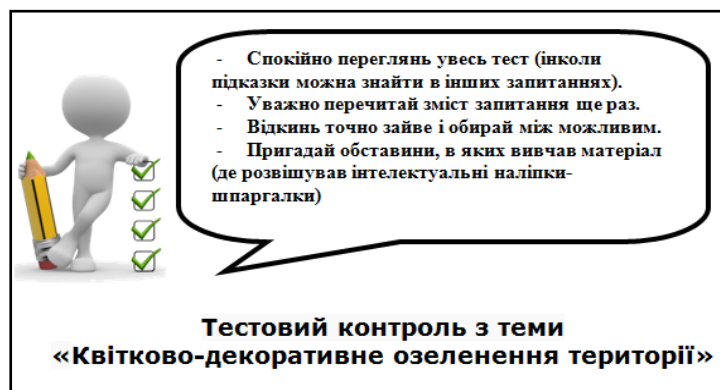 - Спокійно переглянь увесь тест (інколи
підказки можна знайти в інших запитаннях).
- Уважно перечитай зміст запитання ще раз.
- Відкинь точно зайве і обирай між можливим.
- Пригадай обставини, в яких вивчав матеріал
(де розвішував інтелектуальні наліпки-
шпаргалки)
Тестовий контроль з теми
«Квітково-декоративне озеленення території»